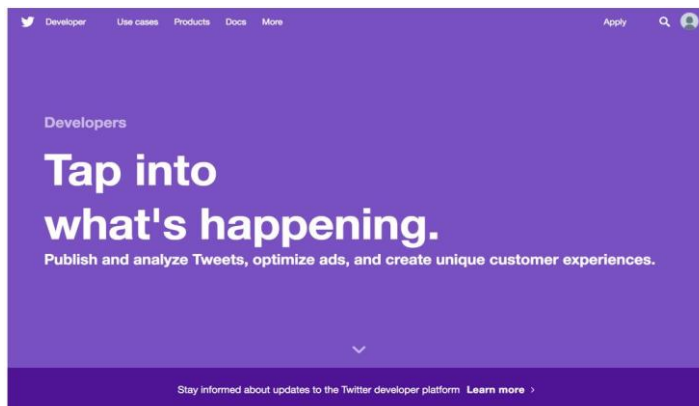 Developer Use cases Products Docs More Apply
Developers
Tap into
what's happening.
Publish and analyze Tweets, optimize ads, and create unique customer experiences.
Stay informed about updates to the Twitter developer platform Learn more >